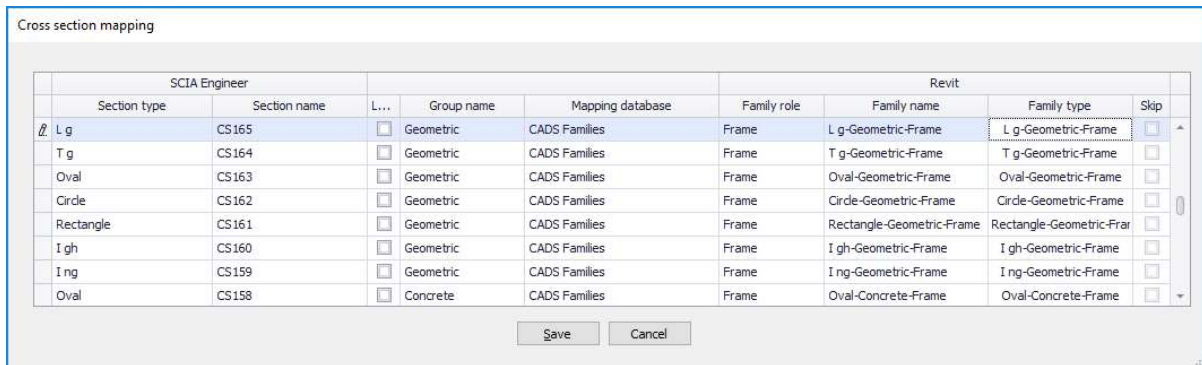 Cross section mapping
SCIA Engineer Revit
Section type Section name L... Group name Mapping database Family role Family name Family type Skip
L g CS165 Geometric CADS Families Frame L g-Geometric-Frame L g-Geometric-Frame
T g CS164 Geometric CADS Families Frame T g-Geometric-Frame T g-Geometric-Frame
Oval CS163 Geometric CADS Families Frame Oval-Geometric-Frame Oval-Geometric-Frame
Circle CS162 Geometric CADS Families Frame Circle-Geometric-Frame Circle-Geometric-Frame
Rectangle CS161 Geometric CADS Families Frame Rectangle-Geometric-Frame Rectangle-Geometric-Frar
I gh CS160 Geometric CADS Families Frame I gh-Geometric-Frame I gh-Geometric-Frame
I ng CS159 Geometric CADS Families Frame I ng-Geometric-Frame I ng-Geometric-Frame
Oval CS158 Concrete CADS Families Frame Oval-Concrete-Frame Oval-Concrete-Frame
Save Cancel